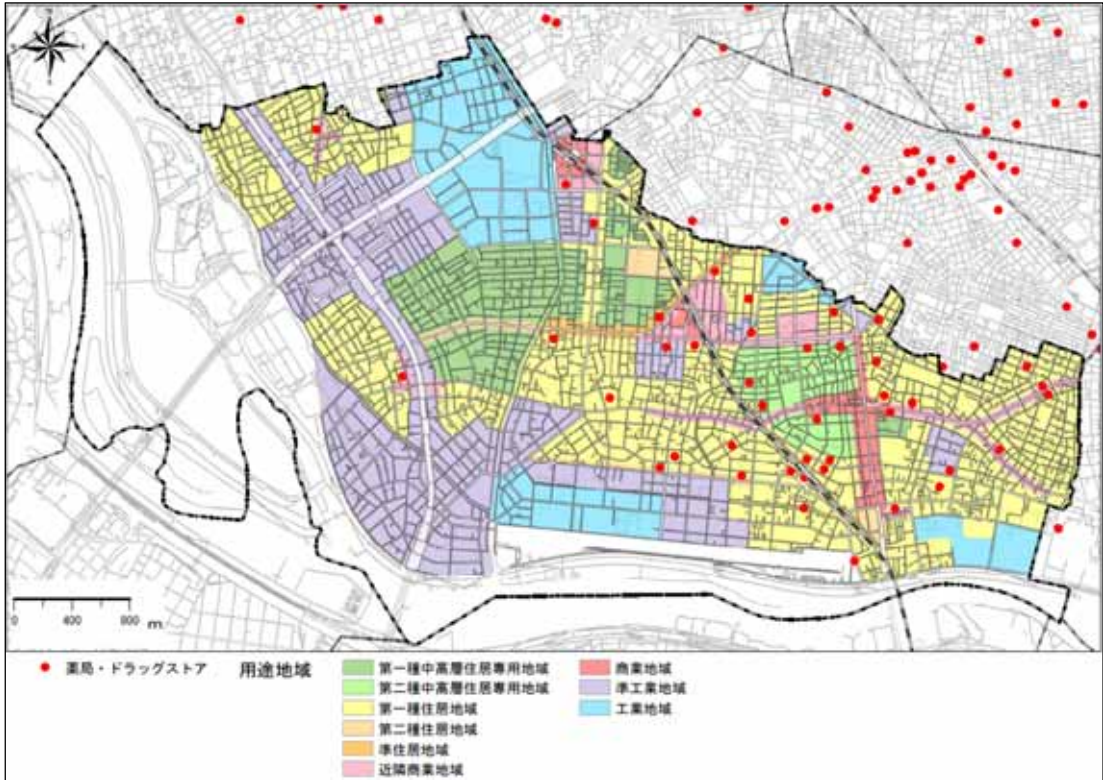 0 400 800 m
薬局・ドラッグストア
用途地域
第一種中高層住居専用地域
第二種中高層住居専用地域
第一種住居地域
第二種住居地域
準住居地域
近隣商業地域
商業地域
準工業地域
工業地域